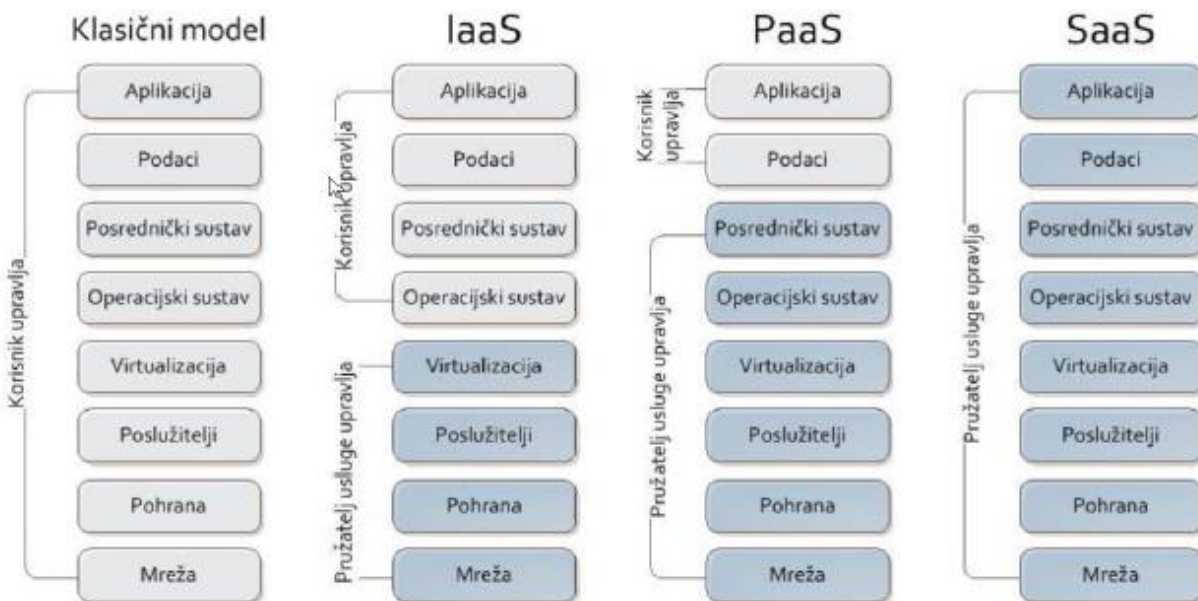 Klasični model
Korisnik upravlja
Aplikacija
Podaci
Posrednički sustav
Operacijski sustav
Virtualizacija
Poslužitelji
Pohrana
Mreža
IaaS
Korisnik upravlja
Pružatelj usluge upravlja
Aplikacija
Podaci
Posrednički sustav
Operacijski sustav
Virtualizacija
Poslužitelji
Pohrana
Mreža
PaaS
Korisnik
upravlja
Pružatelj usluge upravlja
Aplikacija
Podaci
Posrednički sustav
Operacijski sustav
Virtualizacija
Poslužitelji
Pohrana
Mreža
SaaS
Pružatelj usluge upravlja
Aplikacija
Podaci
Posrednički sustav
Operacijski sustav
Virtualizacija
Poslužitelji
Pohrana
Mreža